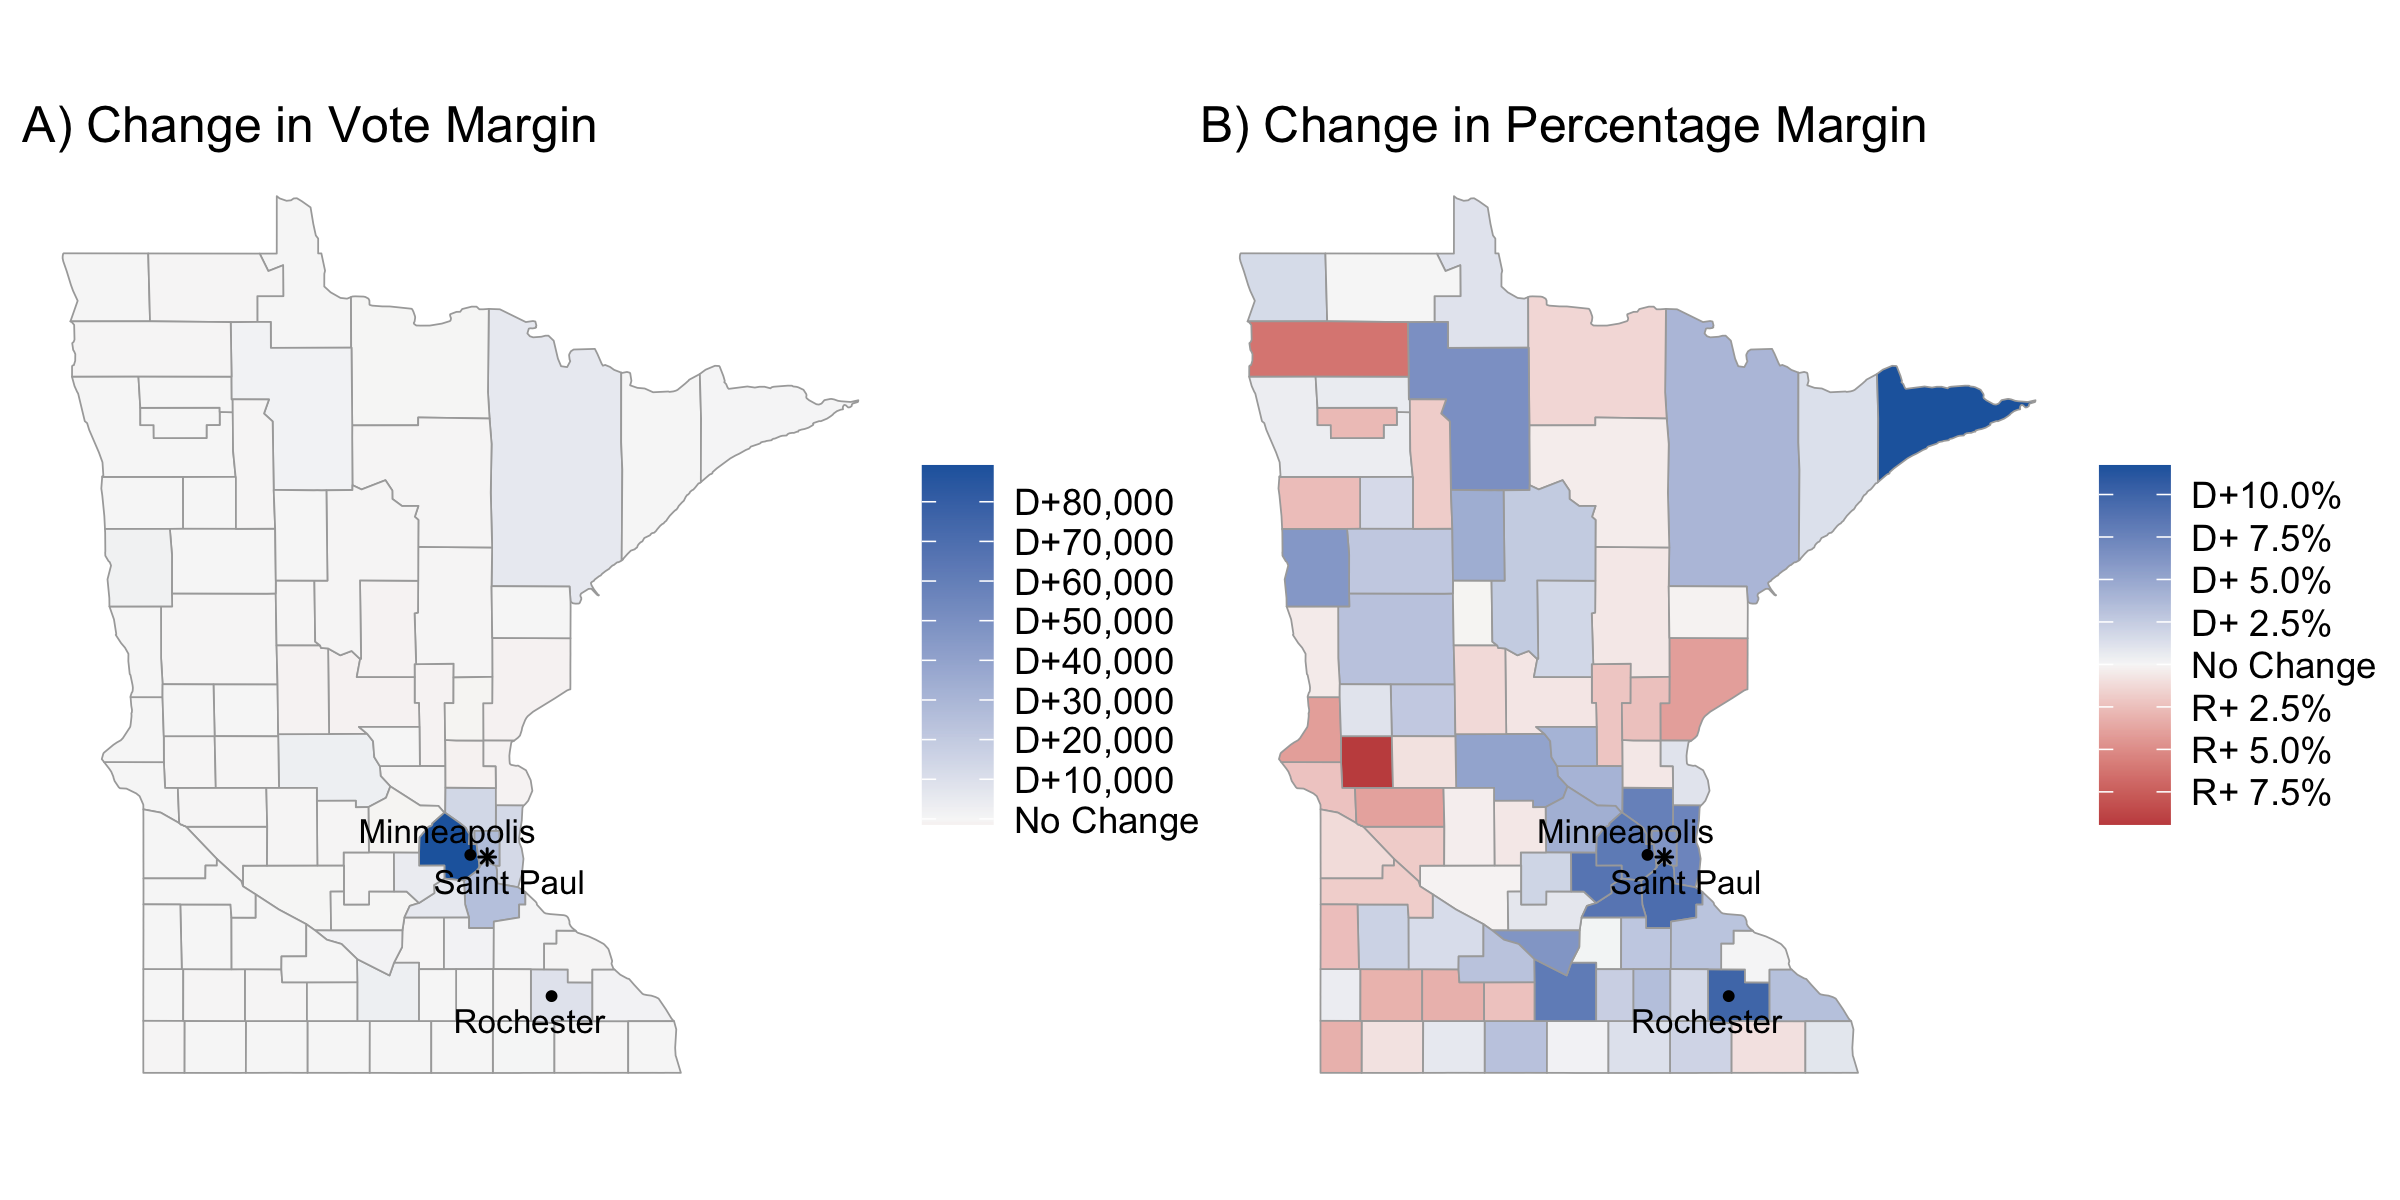 A) Change in Vote Margin
Minneapolis
Saint Paul
Rochester
D+80,000
D+70,000
D+60,000
D+50,000
D+40,000
D+30,000
D+20,000
D+10,000
No Change
B) Change in Percentage Margin
Minneapolis
Saint Paul
Rochester
D+10.0%
D+ 7.5%
D+ 5.0%
D+ 2.5%
No Change
R+ 2.5%
R+ 5.0%
R+ 7.5%